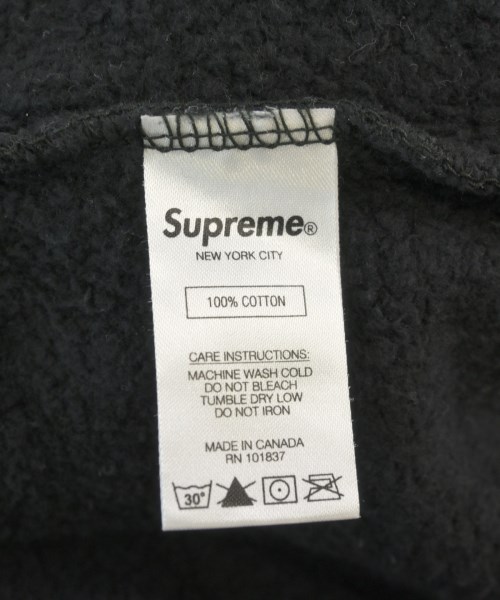 Supreme®
NEW YORK CITY
100% COTTON
CARE INSTRUCTIONS:
MACHINE WASH COLD
DO NOT BLEACH
TUMBLE DRY LOW
DO NOT IRON
MADE IN CANADA
RN 101837
30°